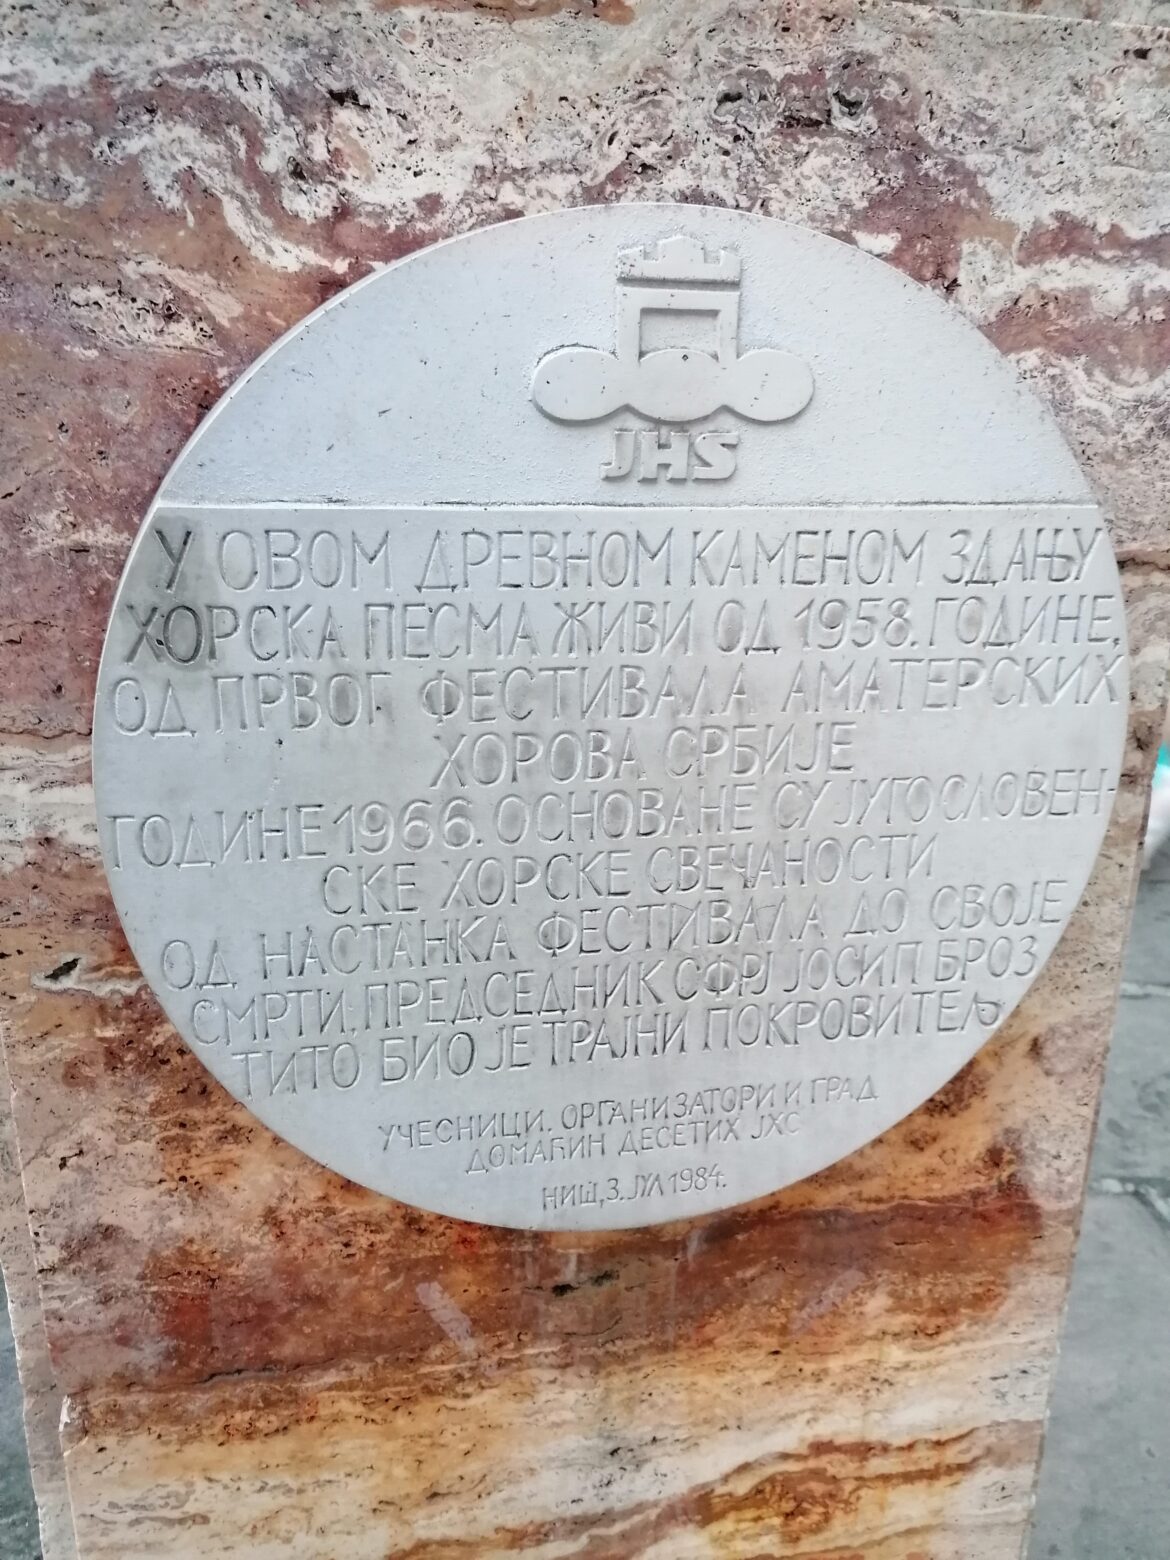 JHS
У ОВОМ ДРЕВНОМ КАМЕНОМ ЗДАЊУ
ХОРСКА ПЕСМА ЖИВИ ОД 1958. ГОДИНЕ,
ОД ПРВОГ ФЕСТИВАЛА АМАТЕРСКИХ
ХОРОВА СРБИЈЕ
ГОДИНЕ 1966. ОСНОВАНЕ СУ ЈУГОСЛОВЕН-
СКЕ ХОРСКЕ СВЕЧАНОСТИ
ОД НАСТАНКА ФЕСТИВАЛА ДО СВОЈЕ
СМРТИ, ПРЕДСЕДНИК СФРЈ ЈОСИП БРОЗ
ТИТО БИО ЈЕ ТРАЈНИ ПОКРОВИТЕЉ
УЧЕСНИЦИ, ОРГАНИЗАТОРИ И ГРАД
ДОМАЋИН ДЕСЕТИХ ЈХС
НИШ, 3. ЈУЛ 1984.